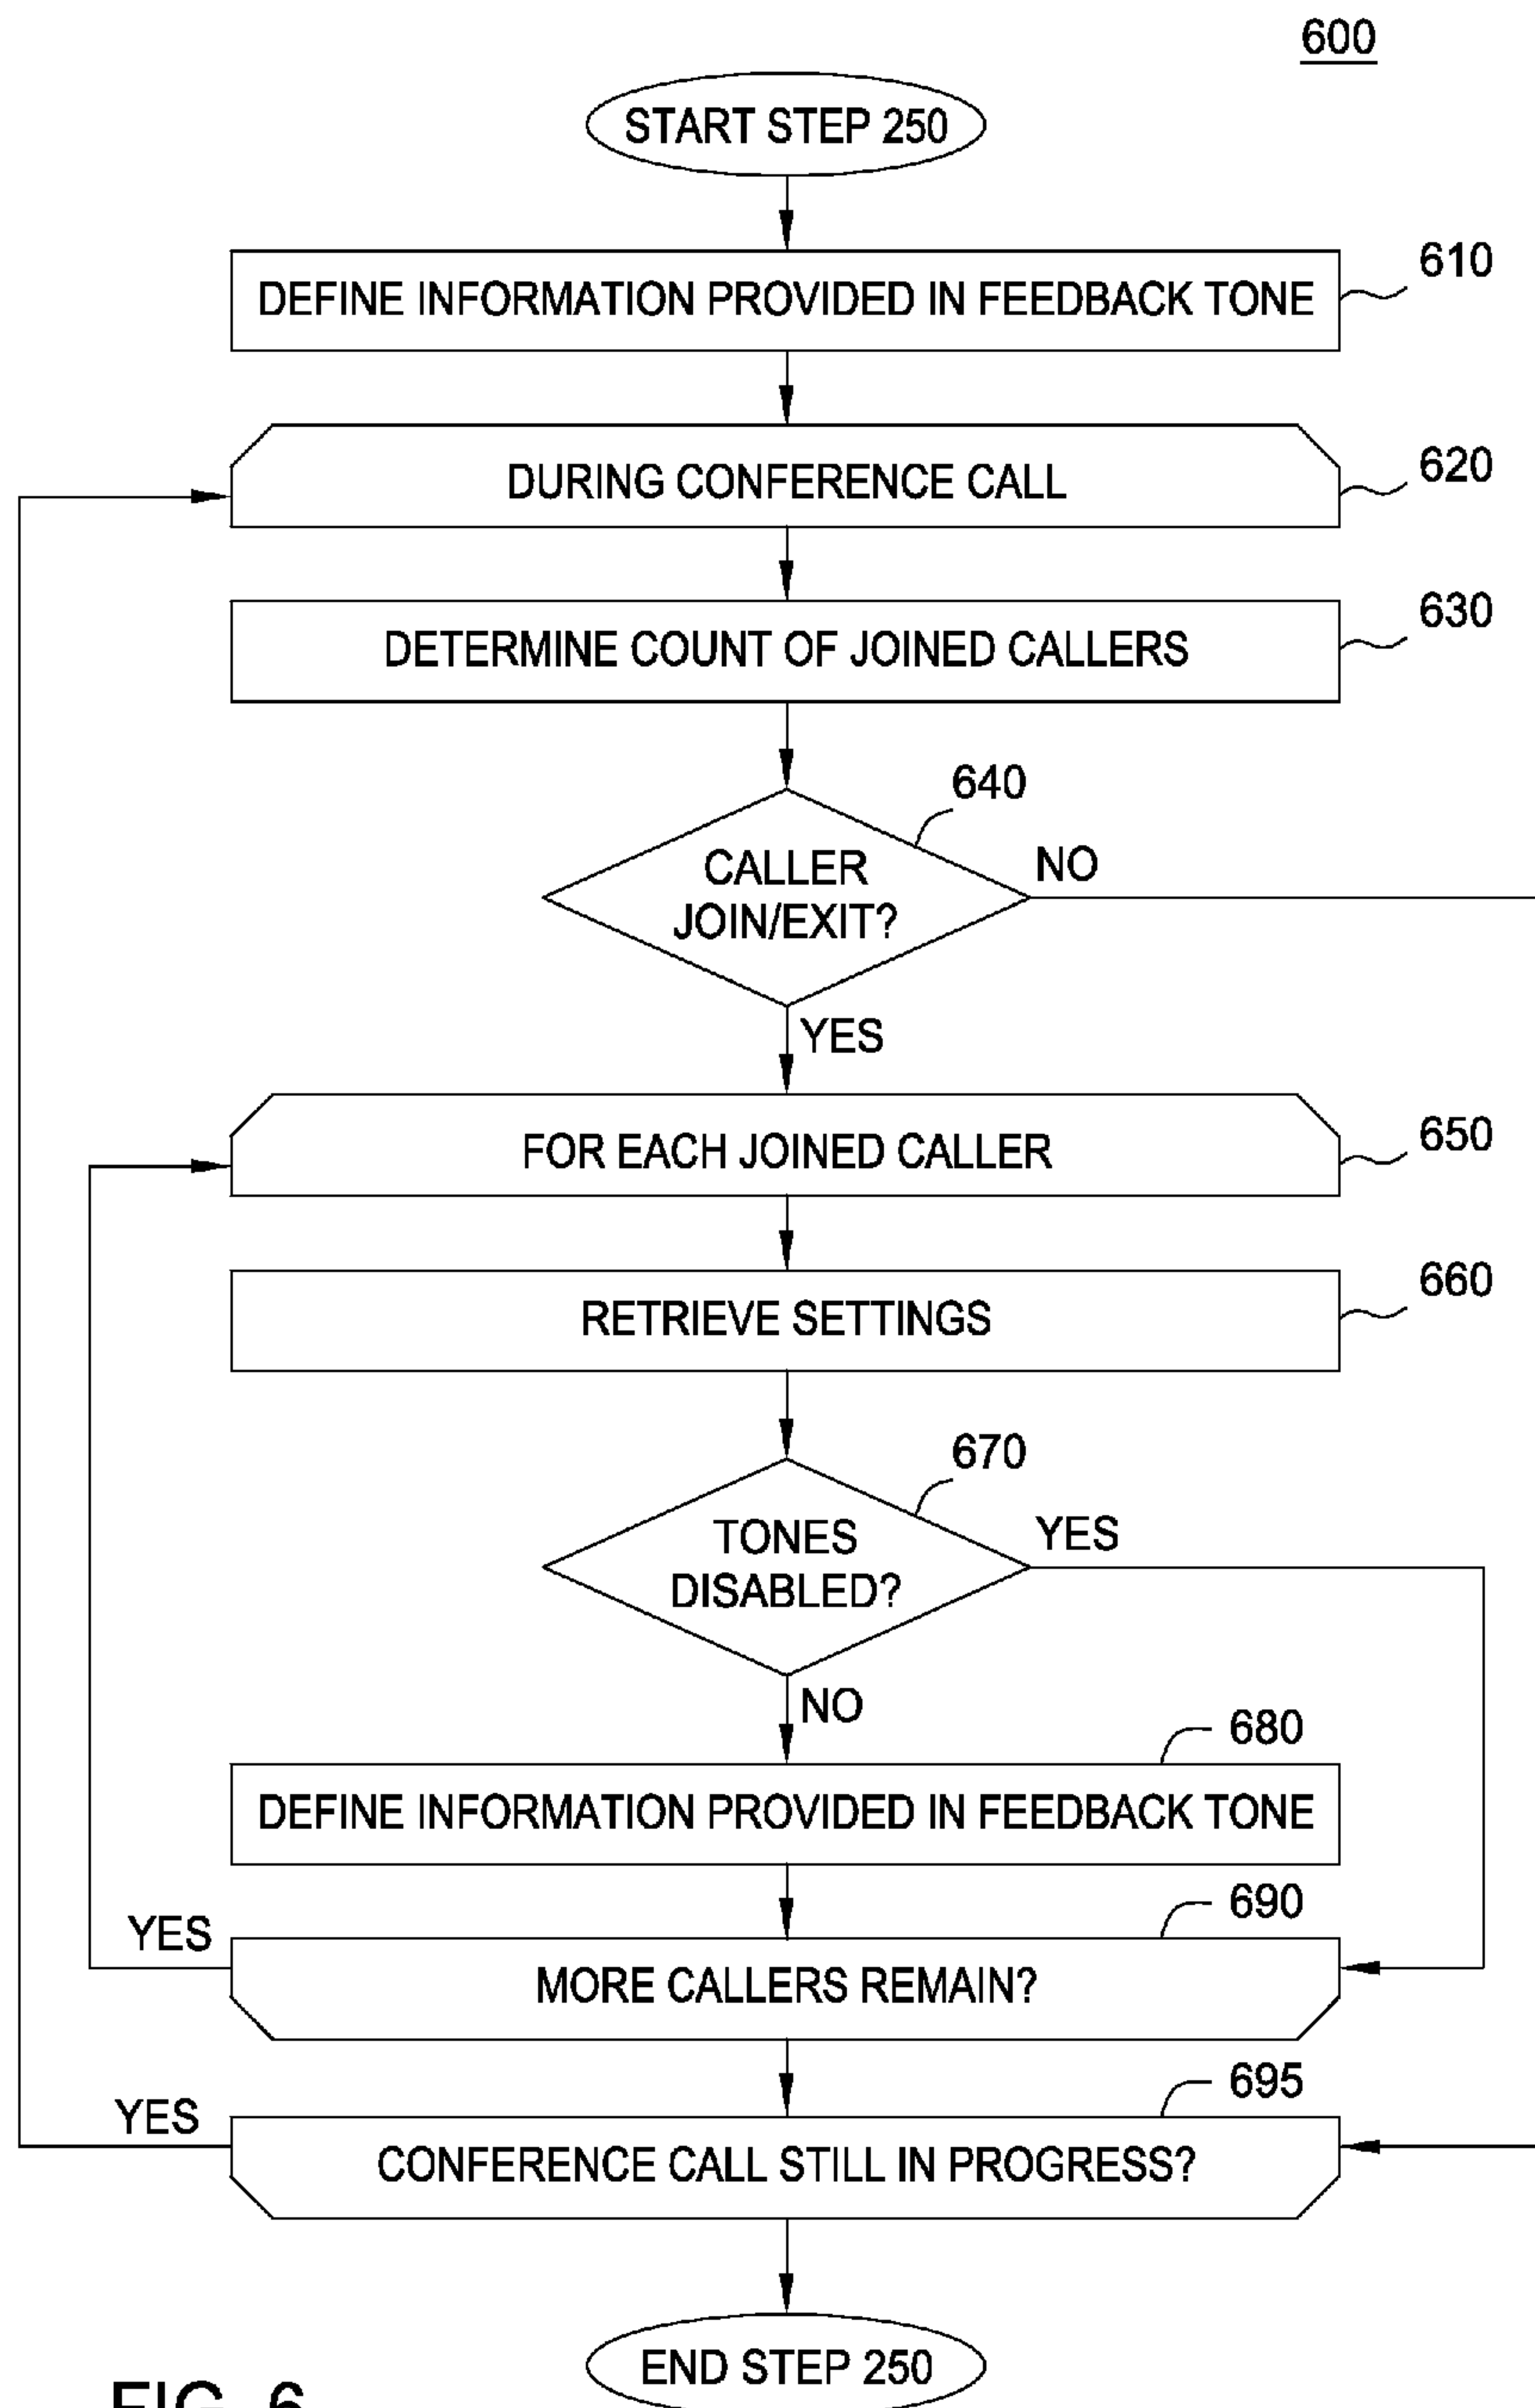 600
START STEP 250
DEFINE INFORMATION PROVIDED IN FEEDBACK TONE
610
DURING CONFERENCE CALL
620
DETERMINE COUNT OF JOINED CALLERS
630
640
CALLER
JOIN/EXIT?
NO
YES
FOR EACH JOINED CALLER
650
RETRIEVE SETTINGS
660
670
TONES
DISABLED?
YES
NO
680
DEFINE INFORMATION PROVIDED IN FEEDBACK TONE
690
YES
MORE CALLERS REMAIN?
695
YES
CONFERENCE CALL STILL IN PROGRESS?
END STEP 250
FIG. 6